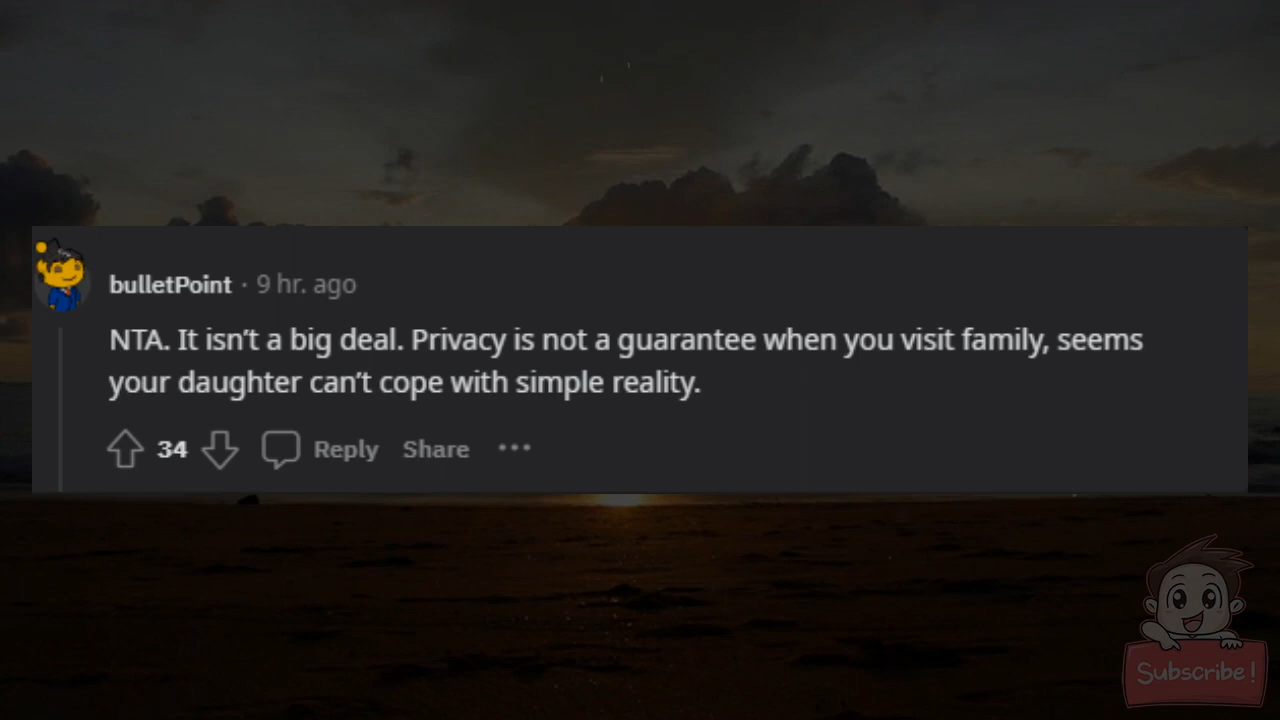 bulletPoint · 9 hr. ago
NTA. It isn’t a big deal. Privacy is not a guarantee when you visit family, seems
your daughter can’t cope with simple reality.
34 Reply Share ···
Subscribe!